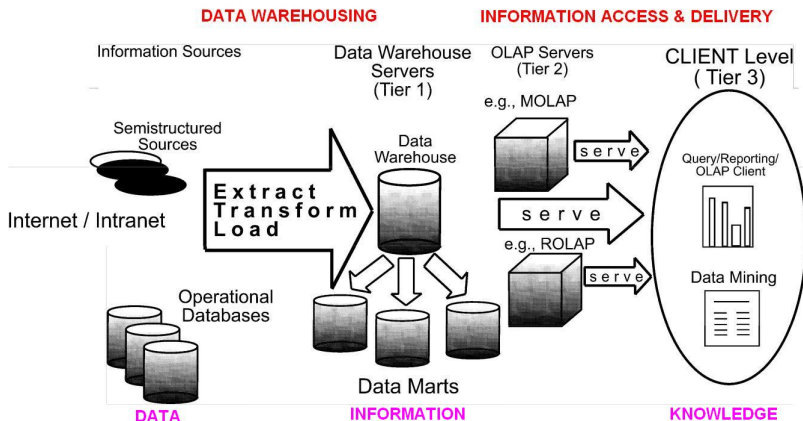 DATA WAREHOUSING
INFORMATION ACCESS & DELIVERY
Information Sources
Data Warehouse
Servers
(Tier 1)
OLAP Servers
(Tier 2)
CLIENT Level
( Tier 3)
e.g., MOLAP
Semistructured
Sources
Data
Warehouse
serve
Query/Reporting/
OLAP Client
Extract
Transform
Load
Internet / Intranet
serve
e.g., ROLAP
serve
Data Mining
Operational
Databases
Data Marts
DATA
INFORMATION
KNOWLEDGE